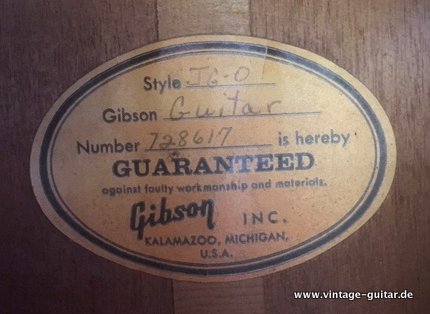 Style TG-0
Gibson Guitar
Number 728617 is hereby
GUARANTEED
against faulty workmanship and materials.
Gibson INC.
KALAMAZOO, MICHIGAN,
U.S.A.
www.vintage-guitar.de